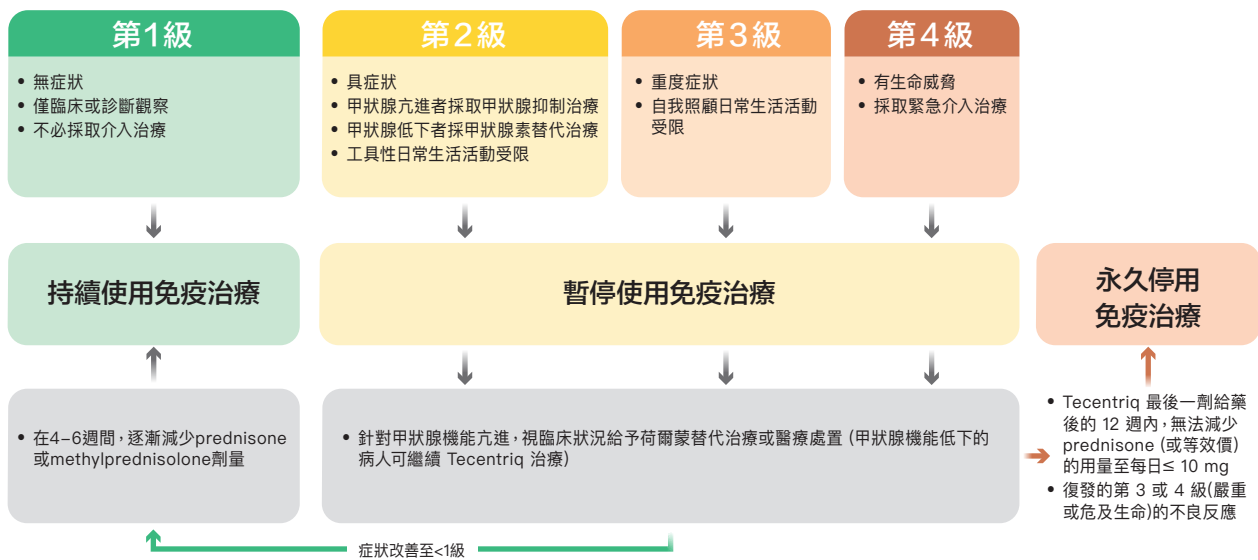 第1級
• 無症狀
• 僅臨床或診斷觀察
• 不必採取介入治療
第2級
• 具症狀
• 甲狀腺亢進者採取甲狀腺抑制治療
• 甲狀腺低下者採甲狀腺素替代治療
• 工具性日常生活活動受限
第3級
• 重度症狀
• 自我照顧日常生活活動
受限
第4級
• 有生命威脅
• 採取緊急介入治療
持續使用免疫治療
暫停使用免疫治療
永久停用
免疫治療
• 在4–6週間，逐漸減少prednisone
或methylprednisolone劑量
• 針對甲狀腺機能亢進，視臨床狀況給予荷爾蒙替代治療或醫療處置 (甲狀腺機能低下的
病人可繼續 Tecentriq 治療)
• Tecentriq 最後一劑給藥
後的 12 週內，無法減少
prednisone (或等效價)
的用量至每日≤ 10 mg
• 復發的第 3 或 4 級(嚴重
或危及生命)的不良反應
症狀改善至<1級